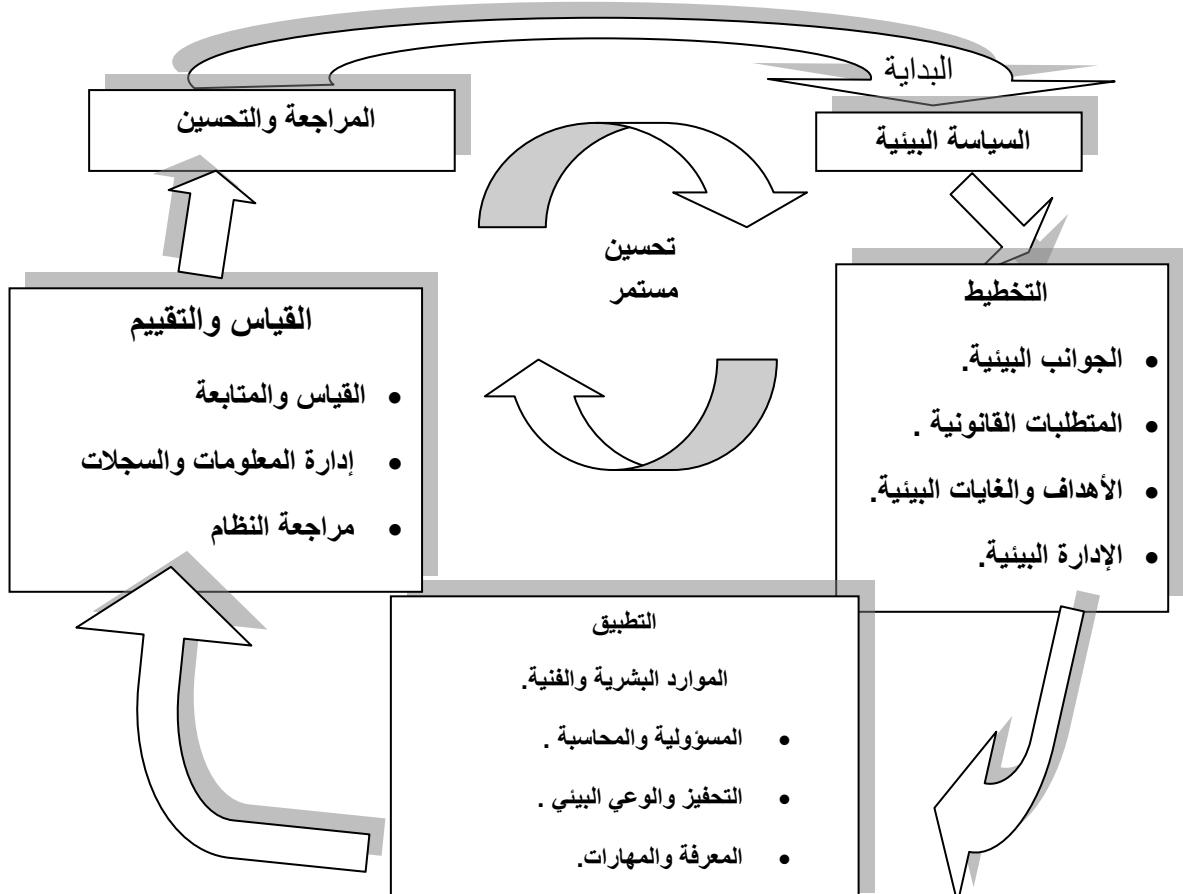 البداية
السياسة البيئية
التخطيط
• الجوانب البيئية.
• المتطلبات القانونية .
• الأهداف والغايات البيئية.
• الإدارة البيئية.
التطبيق
الموارد البشرية والفنية.
• المسؤولية والمحاسبة .
• التحفيز والوعي البيئي .
• المعرفة والمهارات.
القياس والتقييم
• القياس والمتابعة
• إدارة المعلومات والسجلات
• مراجعة النظام
المراجعة والتحسين
تحسين
مستمر